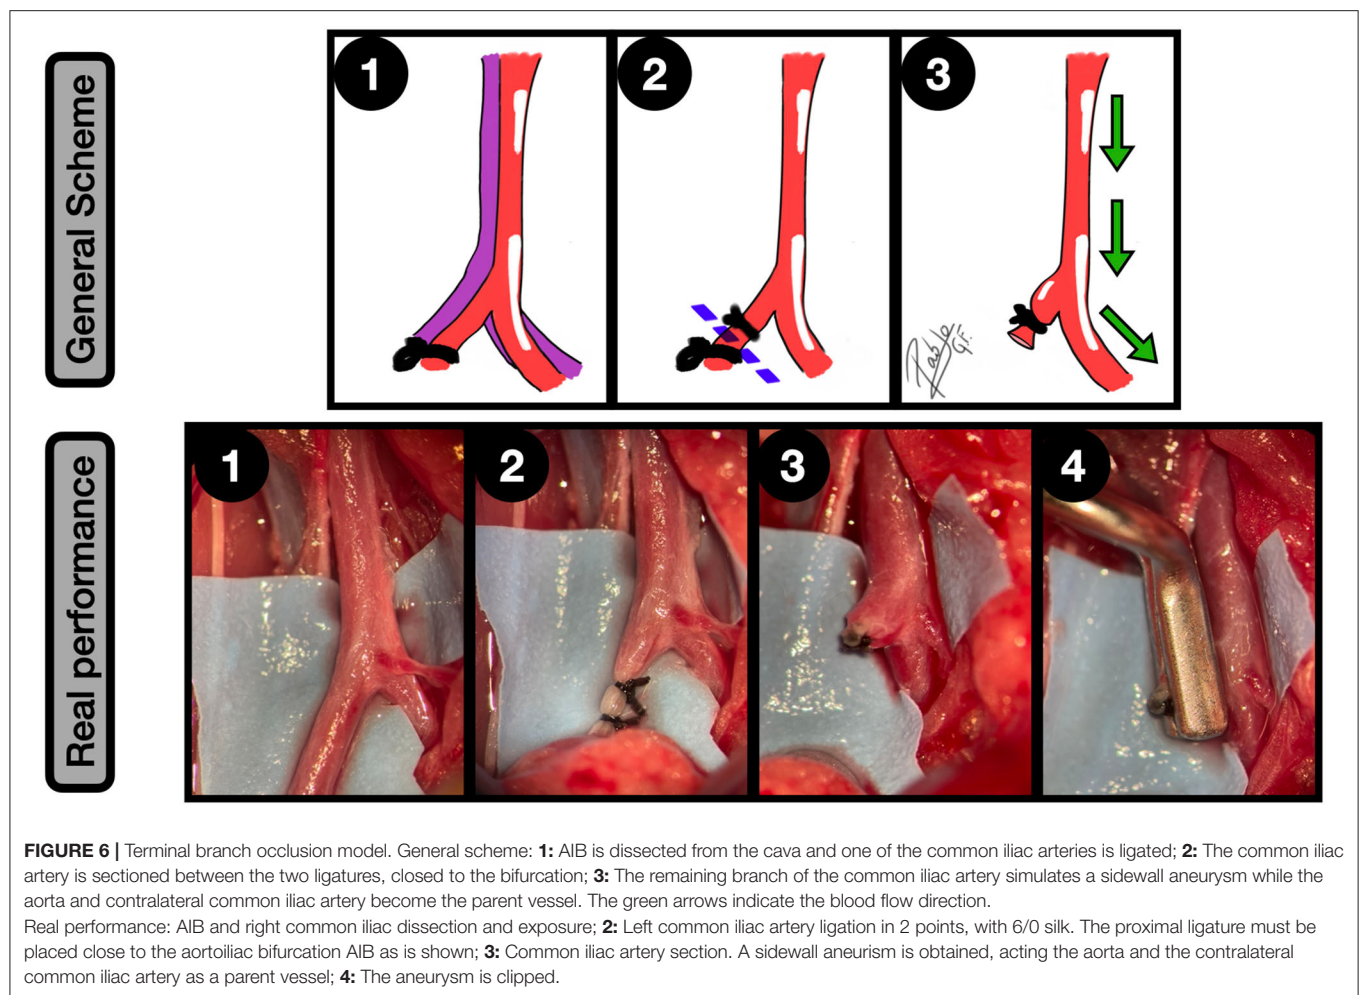 General Scheme
1
2
3
Pablo G.F.
Real performance
1
2
3
4
FIGURE 6 | Terminal branch occlusion model. General scheme: 1: AIB is dissected from the cava and one of the common iliac arteries is ligated; 2: The common iliac
artery is sectioned between the two ligatures, closed to the bifurcation; 3: The remaining branch of the common iliac artery simulates a sidewall aneurysm while the
aorta and contralateral common iliac artery become the parent vessel. The green arrows indicate the blood flow direction.
Real performance: AIB and right common iliac dissection and exposure; 2: Left common iliac artery ligation in 2 points, with 6/0 silk. The proximal ligature must be
placed close to the aortoiliac bifurcation AIB as is shown; 3: Common iliac artery section. A sidewall aneurism is obtained, acting the aorta and the contralateral
common iliac artery as a parent vessel; 4: The aneurysm is clipped.